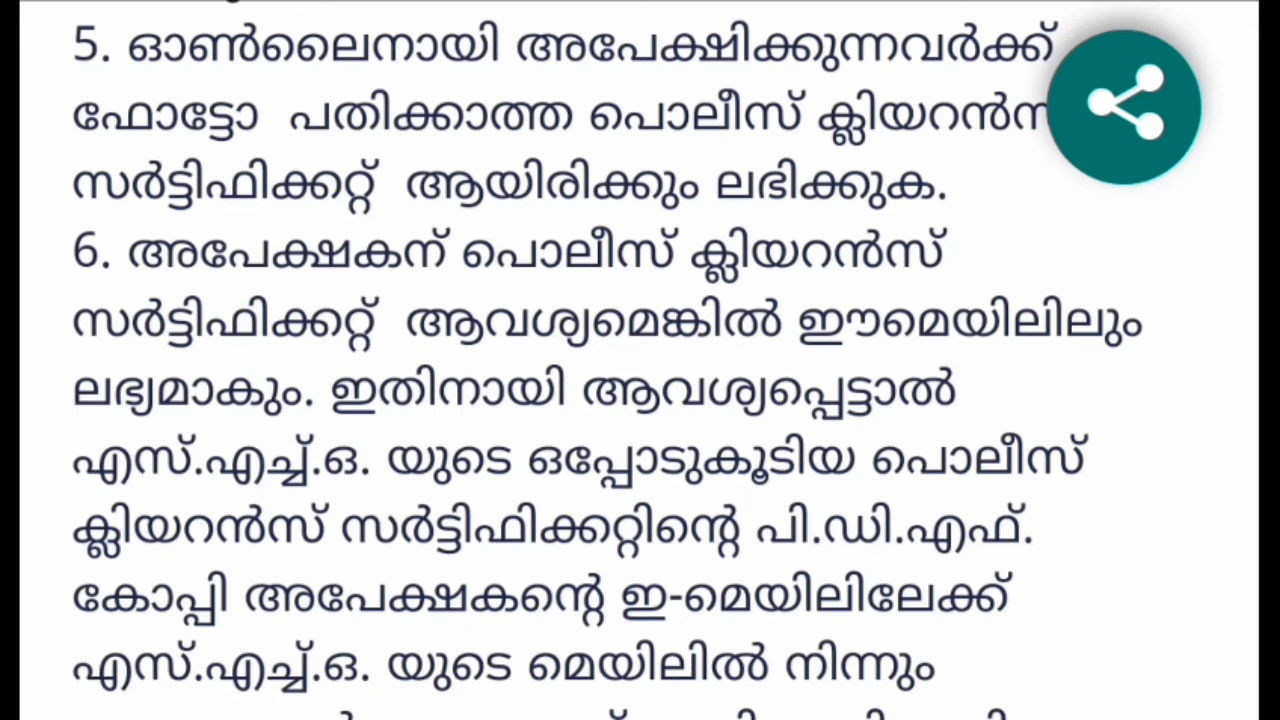 5. ഓൺലൈനായി അപേക്ഷിക്കുന്നവർക്ക്
ഫോട്ടോ പതിക്കാത്ത പൊലീസ്
സർട്ടിഫിക്കറ്റ് ആയിരിക്കും ലഭിക്കുക.
6. അപേക്ഷകന് പൊലീസ് ക്ലിയറൻസ്
സർട്ടിഫിക്കറ്റ് ആവശ്യമെങ്കിൽ ഈമെയിലിലും
ലഭ്യമാകും. ഇതിനായി ആവശ്യപ്പെട്ടാൽ
എസ്.എച്ച്.ഒ. യുടെ ഒപ്പോടുകൂടിയ പൊലീസ്
ക്ലിയറൻസ് സർട്ടിഫിക്കറ്റിന്റെ പി.ഡി.എഫ്.
കോപ്പി അപേക്ഷകന്റെ ഇ-മെയിലിലേക്ക്
എസ്.എച്ച്.ഒ. യുടെ മെയിലിൽ നിന്നും